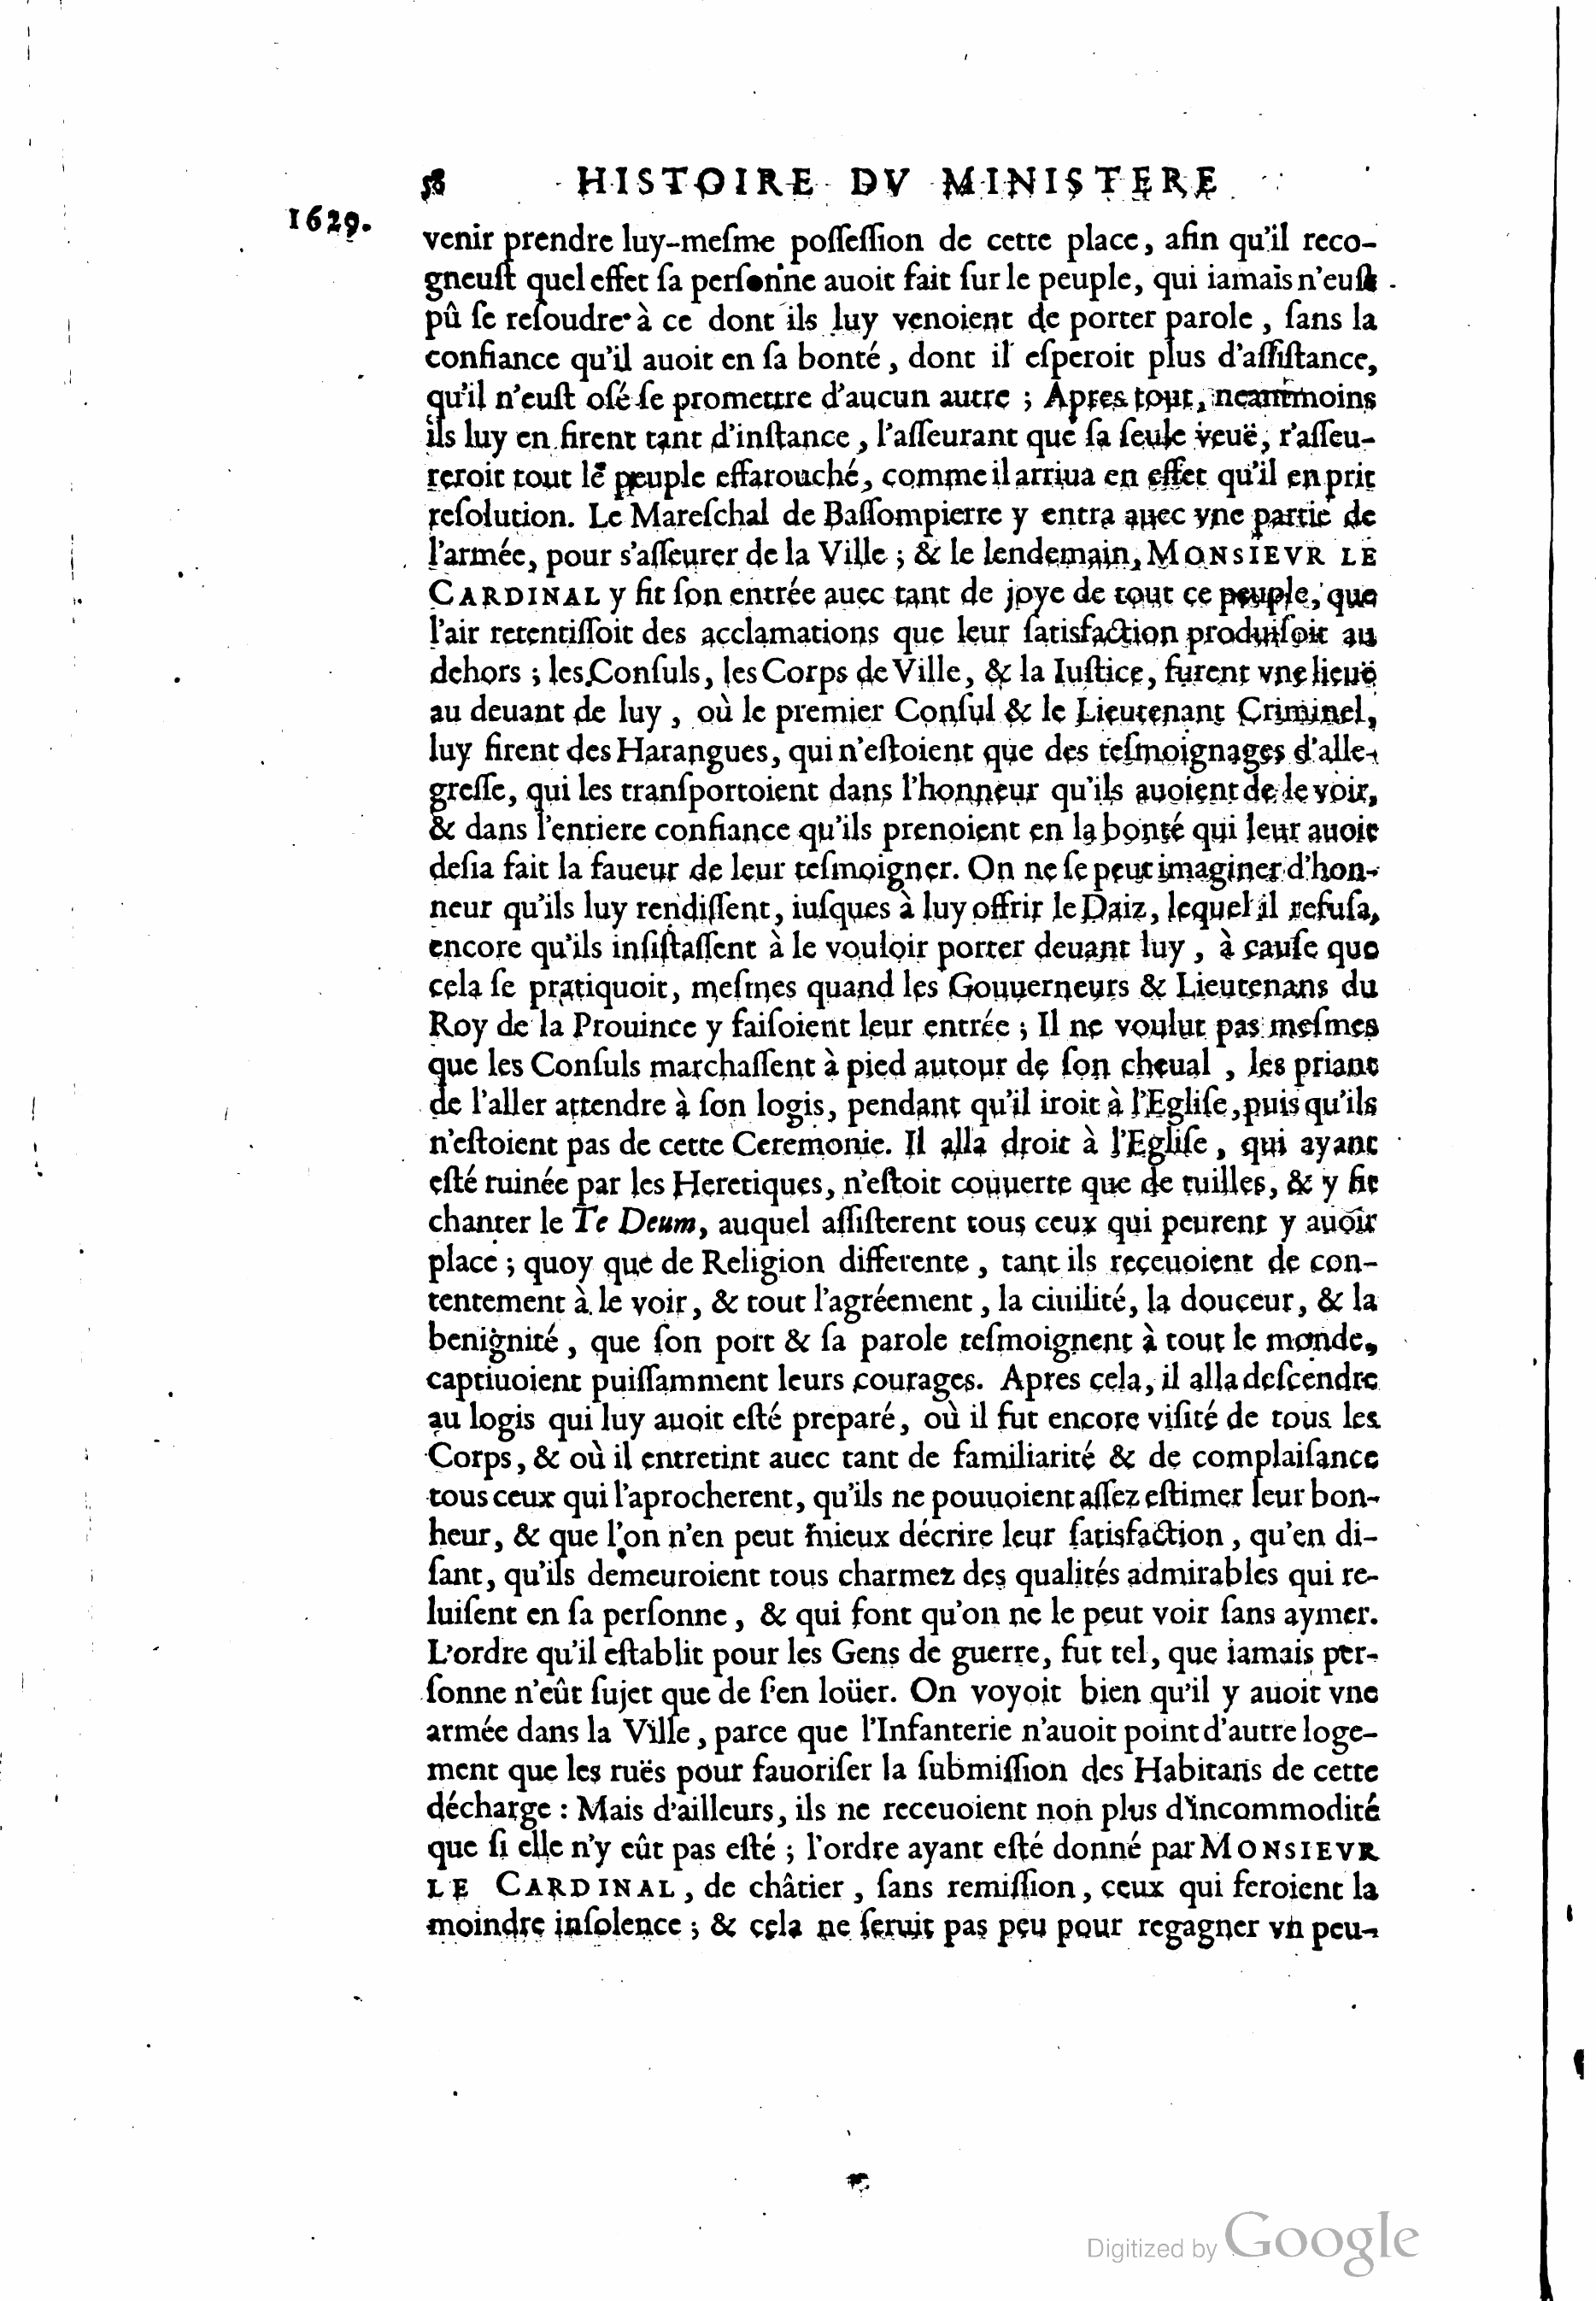 58 HISTOIRE DV MINISTERE
1629.
venir prendre luy-meſme poſſeſſion de cette place, afin qu'il reco-
gneuſt quel effet ſa perſonne auoit fait ſur le peuple, qui iamais n'euſt
pû ſe reſoudre à ce dont ils luy venoient de porter parole, ſans la
confiance qu'il auoit en ſa bonté, dont il eſperoit plus d'aſſiſtance,
qu'il n'euſt oſé ſe promettre d'aucun autre ; Apres tout, neantmoins
ils luy en firent tant d'inſtance, l'aſſeurant que ſa ſeule veuë, r'aſſeu-
reroit tout le peuple effarouché, comme il arriua en effet qu'il en prit
reſolution. Le Mareſchal de Baſſompierre y entra auec vne partie de
l'armée, pour s'aſſeurer de la Ville ; & le lendemain, MONSIEVR LE
CARDINAL y fit ſon entrée auec tant de joye de tout ce peuple, que
l'air retentiſſoit des acclamations que leur ſatisfaction produiſoit au
dehors ; les Conſuls, les Corps de Ville, & la Iuſtice, furent vne lieuë
au deuant de luy, où le premier Conſul & le Lieutenant Criminel,
luy firent des Harangues, qui n'eſtoient que des teſmoignages d'alle-
greſſe, qui les tranſportoient dans l'honneur qu'ils auoient de le voir,
& dans l'entiere confiance qu'ils prenoient en la bonté qui leur auoit
deſia fait la faueur de leur teſmoigner. On ne ſe peut imaginer d'hon-
neur qu'ils luy rendiſſent, iuſques à luy offrir le Daiz, lequel il refuſa,
encore qu'ils inſiſtaſſent à le vouloir porter deuant luy, à cauſe que
cela ſe pratiquoit, meſmes quand les Gouuerneurs & Lieutenans du
Roy de la Prouince y faiſoient leur entrée ; Il ne voulut pas meſmes
que les Conſuls marchaſſent à pied autour de ſon cheual, les priant
de l'aller attendre à ſon logis, pendant qu'il iroit à l'Egliſe, puis qu'ils
n'eſtoient pas de cette Ceremonie. Il alla droit à l'Egliſe, qui ayant
eſté ruinée par les Heretiques, n'eſtoit couuerte que de tuilles, & y fit
chanter le Te Deum, auquel aſſiſterent tous ceux qui peurent y auoir
place ; quoy que de Religion differente, tant ils receuoient de con-
tentement à le voir, & tout l'agréement, la ciuilité, la douceur, & la
benignité, que ſon port & ſa parole teſmoignent à tout le monde,
captiuoient puiſſamment leurs courages. Apres cela, il alla deſcendre
au logis qui luy auoit eſté preparé, où il fut encore viſité de tous les
Corps, & où il entretint auec tant de familiarité & de complaiſance
tous ceux qui l'aprocherent, qu'ils ne pouuoient aſſez eſtimer leur bon-
heur, & que l'on n'en peut mieux décrire leur ſatisfaction, qu'en di-
ſant, qu'ils demeuroient tous charmez des qualités admirables qui re-
luiſent en ſa perſonne, & qui font qu'on ne le peut voir ſans aymer.
L'ordre qu'il eſtablit pour les Gens de guerre, fut tel, que iamais per-
ſonne n'eût ſujet que de ſ'en loüer. On voyoit bien qu'il y auoit vne
armée dans la Ville, parce que l'Infanterie n'auoit point d'autre loge-
ment que les ruës pour fauoriſer la ſubmiſſion des Habitans de cette
décharge : Mais d'ailleurs, ils ne receuoient non plus d'incommodité
que ſi elle n'y eût pas eſté ; l'ordre ayant eſté donné par MONSIEVR
LE CARDINAL, de châtier, ſans remiſſion, ceux qui feroient la
moindre inſolence ; & cela ne ſeruit pas peu pour regagner vn peu-
Digitized by Google